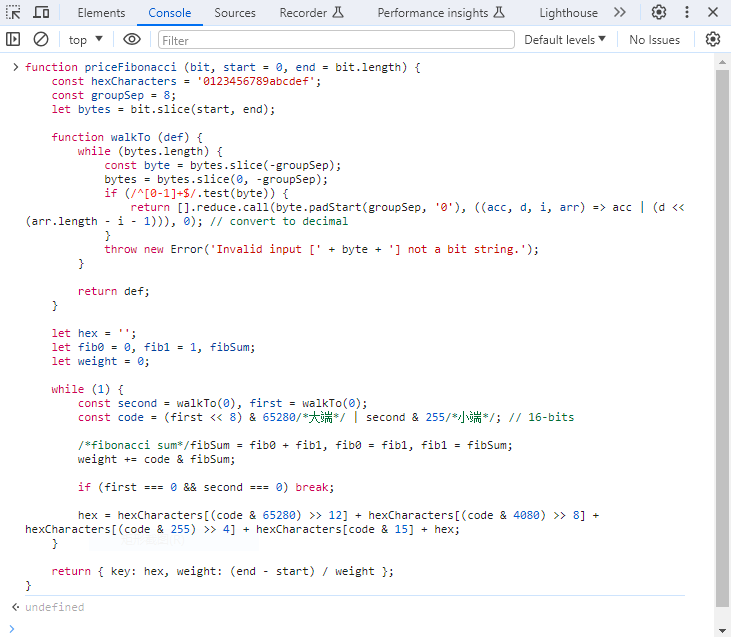 Elements Console Sources Recorder Performance insights Lighthouse
top Filter Default levels No Issues
function priceFibonacci (bit, start = 0, end = bit.length) {
const hexCharacters = '0123456789abcdef';
const groupSep = 8;
let bytes = bit.slice(start, end);
function walkTo (def) {
while (bytes.length) {
const byte = bytes.slice(-groupSep);
bytes = bytes.slice(0, -groupSep);
if (/^[0-1]+$/.test(byte)) {
return [].reduce.call(byte.padStart(groupSep, '0'), ((acc, d, i, arr) => acc | (d <<
(arr.length - i - 1))), 0); // convert to decimal
}
throw new Error('Invalid input [' + byte + '] not a bit string.');
}
return def;
}
let hex = '';
let fib0 = 0, fib1 = 1, fibSum;
let weight = 0;
while (1) {
const second = walkTo(0), first = walkTo(0);
const code = (first << 8) & 65280/*大端*/ | second & 255/*小端*/; // 16-bits
/*fibonacci sum*/fibSum = fib0 + fib1, fib0 = fib1, fib1 = fibSum;
weight += code & fibSum;
if (first === 0 && second === 0) break;
hex = hexCharacters[(code & 65280) >> 12] + hexCharacters[(code & 4080) >> 8] +
hexCharacters[(code & 255) >> 4] + hexCharacters[code & 15] + hex;
}
return { key: hex, weight: (end - start) / weight };
}
undefined